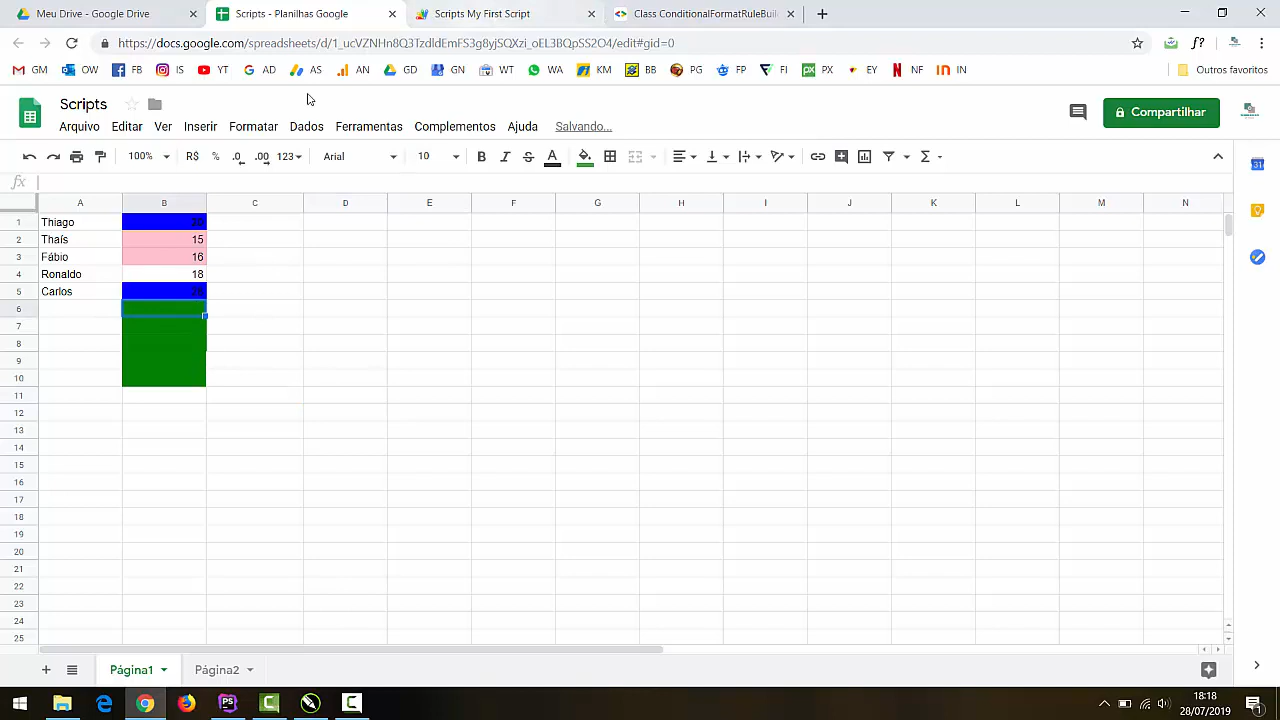 Meu Drive - Google Drive
Scripts - Planilhas Google
Scripts My First Script
Class ConditionalFormatRuleBuil
https://docs.google.com/spreadsheets/d/1_ucVZNHn8Q3TzdldEmFS3g8yjSQXzi_oEL3BQpSS2O4/edit#gid=0
GM OW FB IS YT AD AS AN GD GN WT WA KM BB PG FP FI PX EY NF IN Outros favoritos
Scripts
Compartilhar
Arquivo Editar Ver Inserir Formatar Dados Ferramentas Complementos Ajuda Salvando...
100% R$ % .0 .00 123 Arial 10 B I S A
fx
A B C D E F G H I J K L M N
1 Thiago 20
2 Thaís 15
3 Fábio 16
4 Ronaldo 18
5 Carlos
6
7
8
9
10
11
12
13
14
15
16
17
18
19
20
21
22
23
24
25
Página1 Página2
18:18
28/07/2019